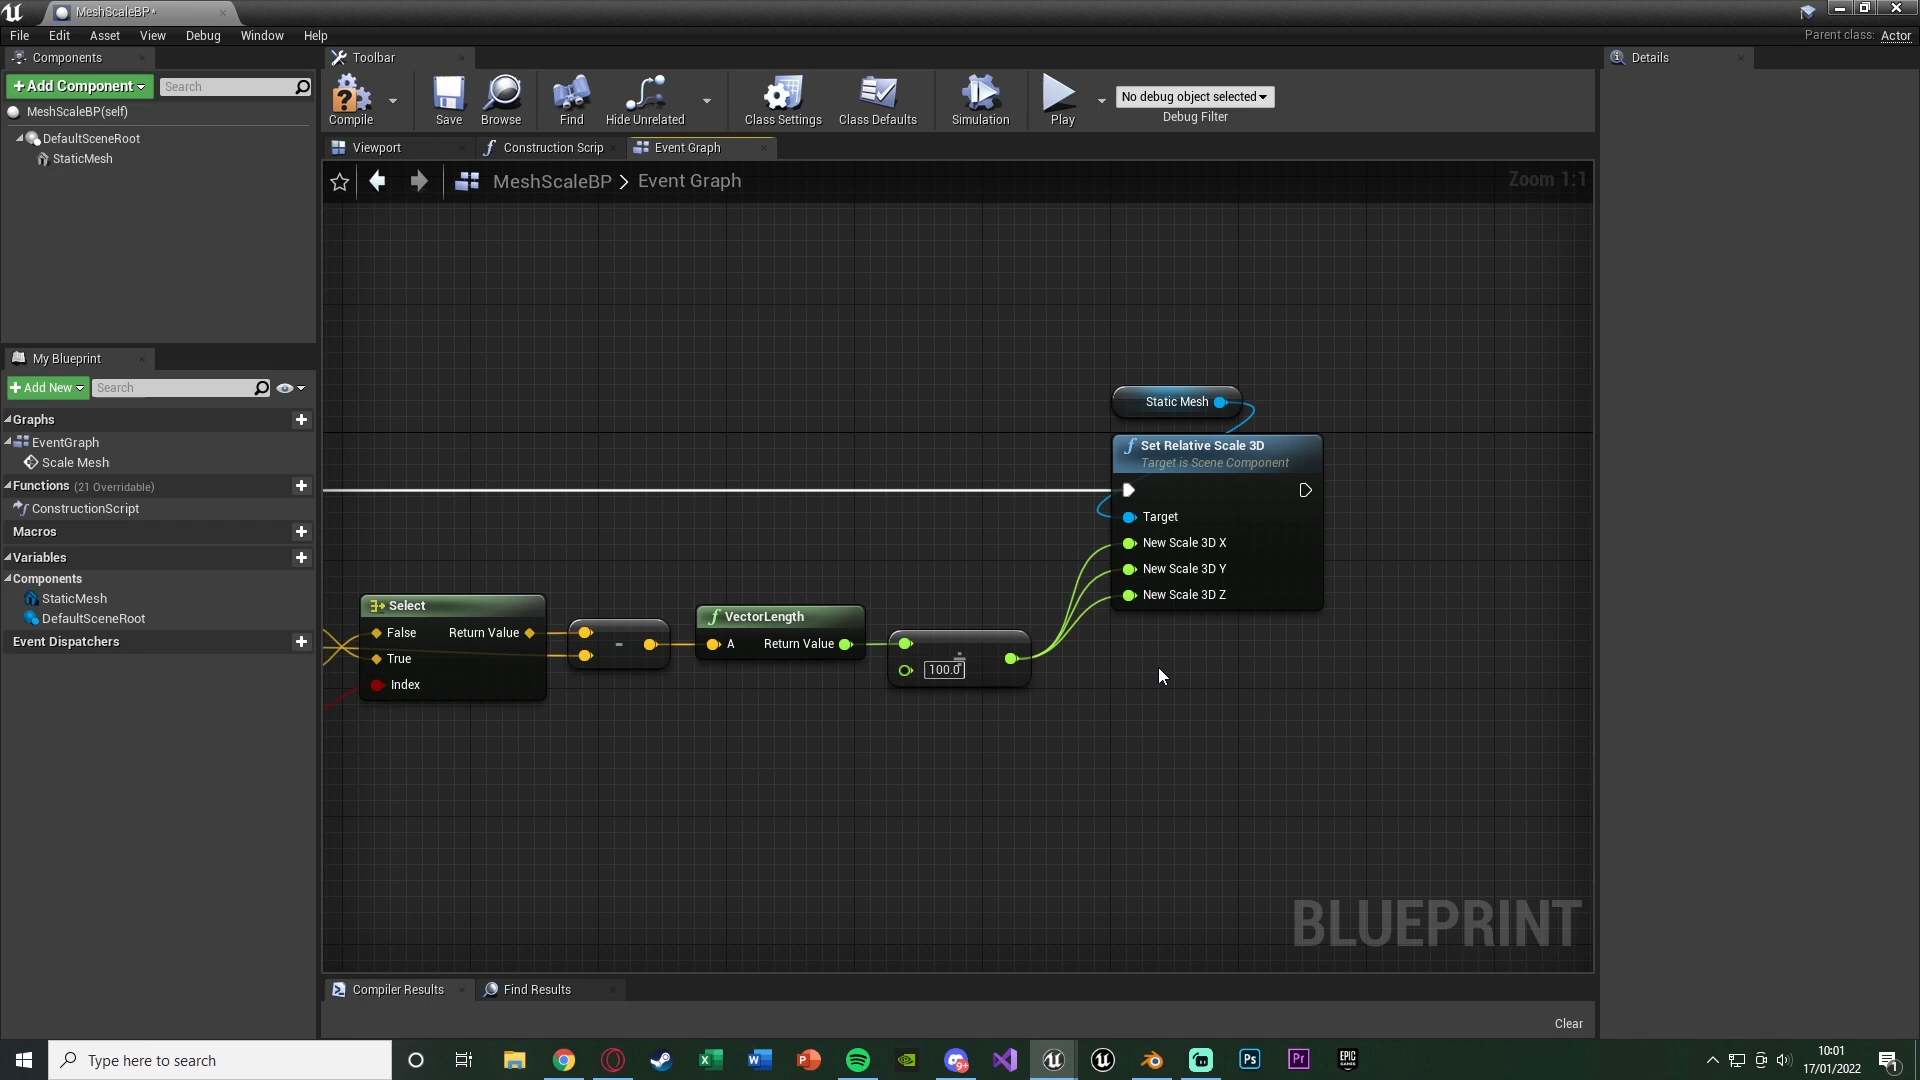 MeshScaleBP*
File Edit Asset View Debug Window Help
Parent class: Actor
Components
Toolbar
Details
+Add Component
Search
MeshScaleBP(self)
DefaultSceneRoot
StaticMesh
Compile
Save
Browse
Find
Hide Unrelated
Class Settings
Class Defaults
Simulation
Play
No debug object selected
Debug Filter
Viewport
Construction Scrip
Event Graph
MeshScaleBP > Event Graph
Zoom 1:1
My Blueprint
+Add New
Search
Graphs
EventGraph
Scale Mesh
Functions (21 Overridable)
ConstructionScript
Macros
Variables
Components
StaticMesh
DefaultSceneRoot
Event Dispatchers
Static Mesh
Set Relative Scale 3D
Target is Scene Component
Target
New Scale 3D X
New Scale 3D Y
New Scale 3D Z
Select
False Return Value
True
Index
-
VectorLength
A Return Value
÷
100.0
BLUEPRINT
Compiler Results
Find Results
Clear
Type here to search
10:01
17/01/2022